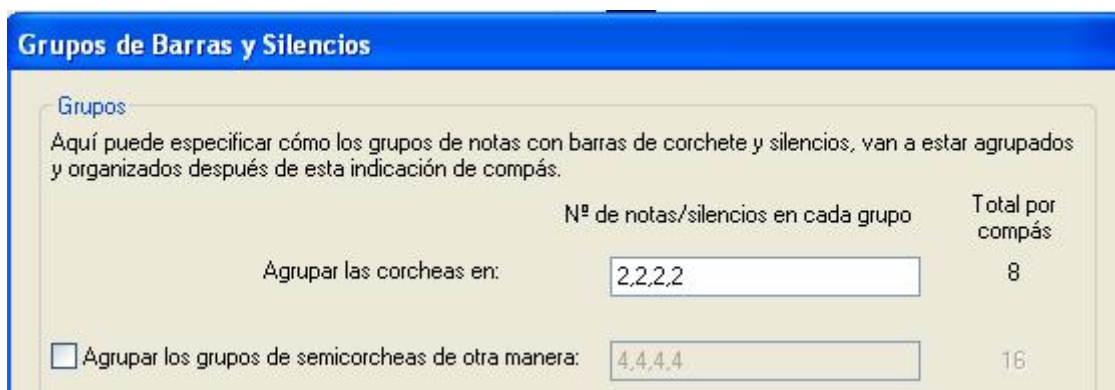 Grupos de Barras y Silencios
Grupos
Aquí puede especificar cómo los grupos de notas con barras de corchete y silencios, van a estar agrupados
y organizados después de esta indicación de compás.
Nº de notas/silencios en cada grupo
Total por
compás
Agrupar las corcheas en: 2,2,2,2 8
Agrupar los grupos de semicorcheas de otra manera: 4,4,4,4 16